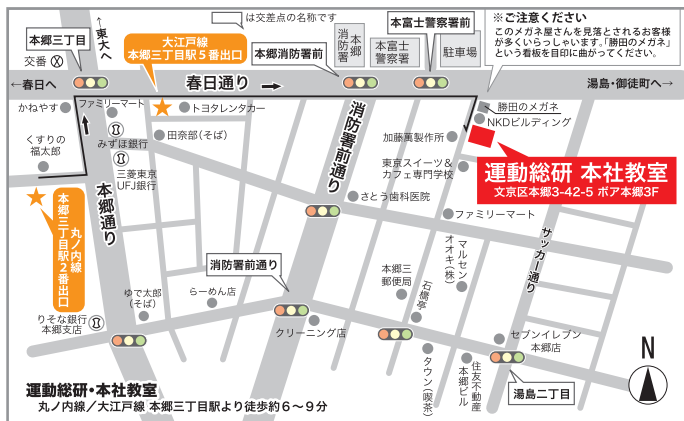 は交差点の名称です
↑東大へ
本郷三丁目
交番
大江戸線
本郷三丁目駅5番出口
本郷消防署前
本郷
消防署
本富士
警察署
本富士警察署前
駐車場
※ご注意ください
このメガネ屋さんを見落とされるお客様
が多くいらっしゃいます。「勝田のメガネ」
という看板を目印に曲がってください。
←春日へ
春日通り
湯島・御徒町へ→
かねやす
ファミリーマート
トヨタレンタカー
勝田のメガネ
NKDビルディング
くすりの
福太郎
みずほ銀行
田奈部(そば)
消防署前通り
加藤萬製作所
三菱東京
UFJ銀行
東京スイーツ&
カフェ専門学校
運動総研 本社教室
文京区本郷3-42-5 ボア本郷3F
本郷通り
丸ノ内線
本郷三丁目駅2番出口
さとう歯科医院
ファミリーマート
サッカー通り
消防署前通り
マルセン
オオキ(株)
本郷三
郵便局
石橋亭
ゆで太郎
(そば)
らーめん店
りそな銀行
本郷支店
クリーニング店
セブンイレブン
本郷店
タウン(喫茶)
住友不動産
本郷ビル
湯島二丁目
N
運動総研・本社教室
丸ノ内線/大江戸線 本郷三丁目駅より徒歩約6~9分